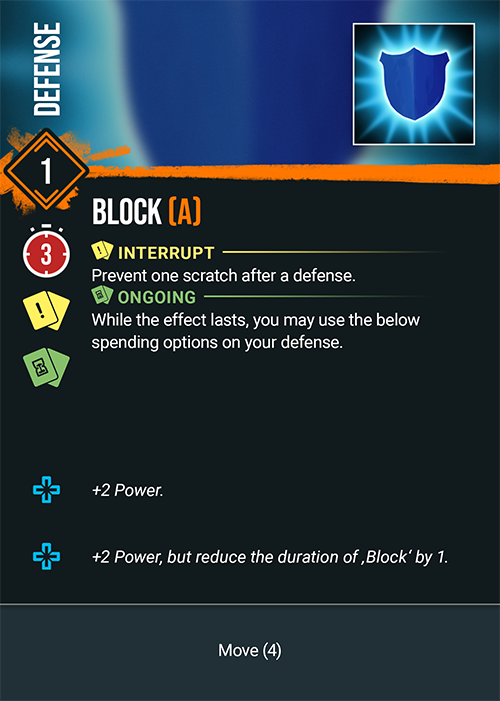 DEFENSE
1
BLOCK (A)
3
INTERRUPT
Prevent one scratch after a defense.
ONGOING
While the effect lasts, you may use the below
spending options on your defense.
+2 Power.
+2 Power, but reduce the duration of ‚Block‘ by 1.
Move (4)